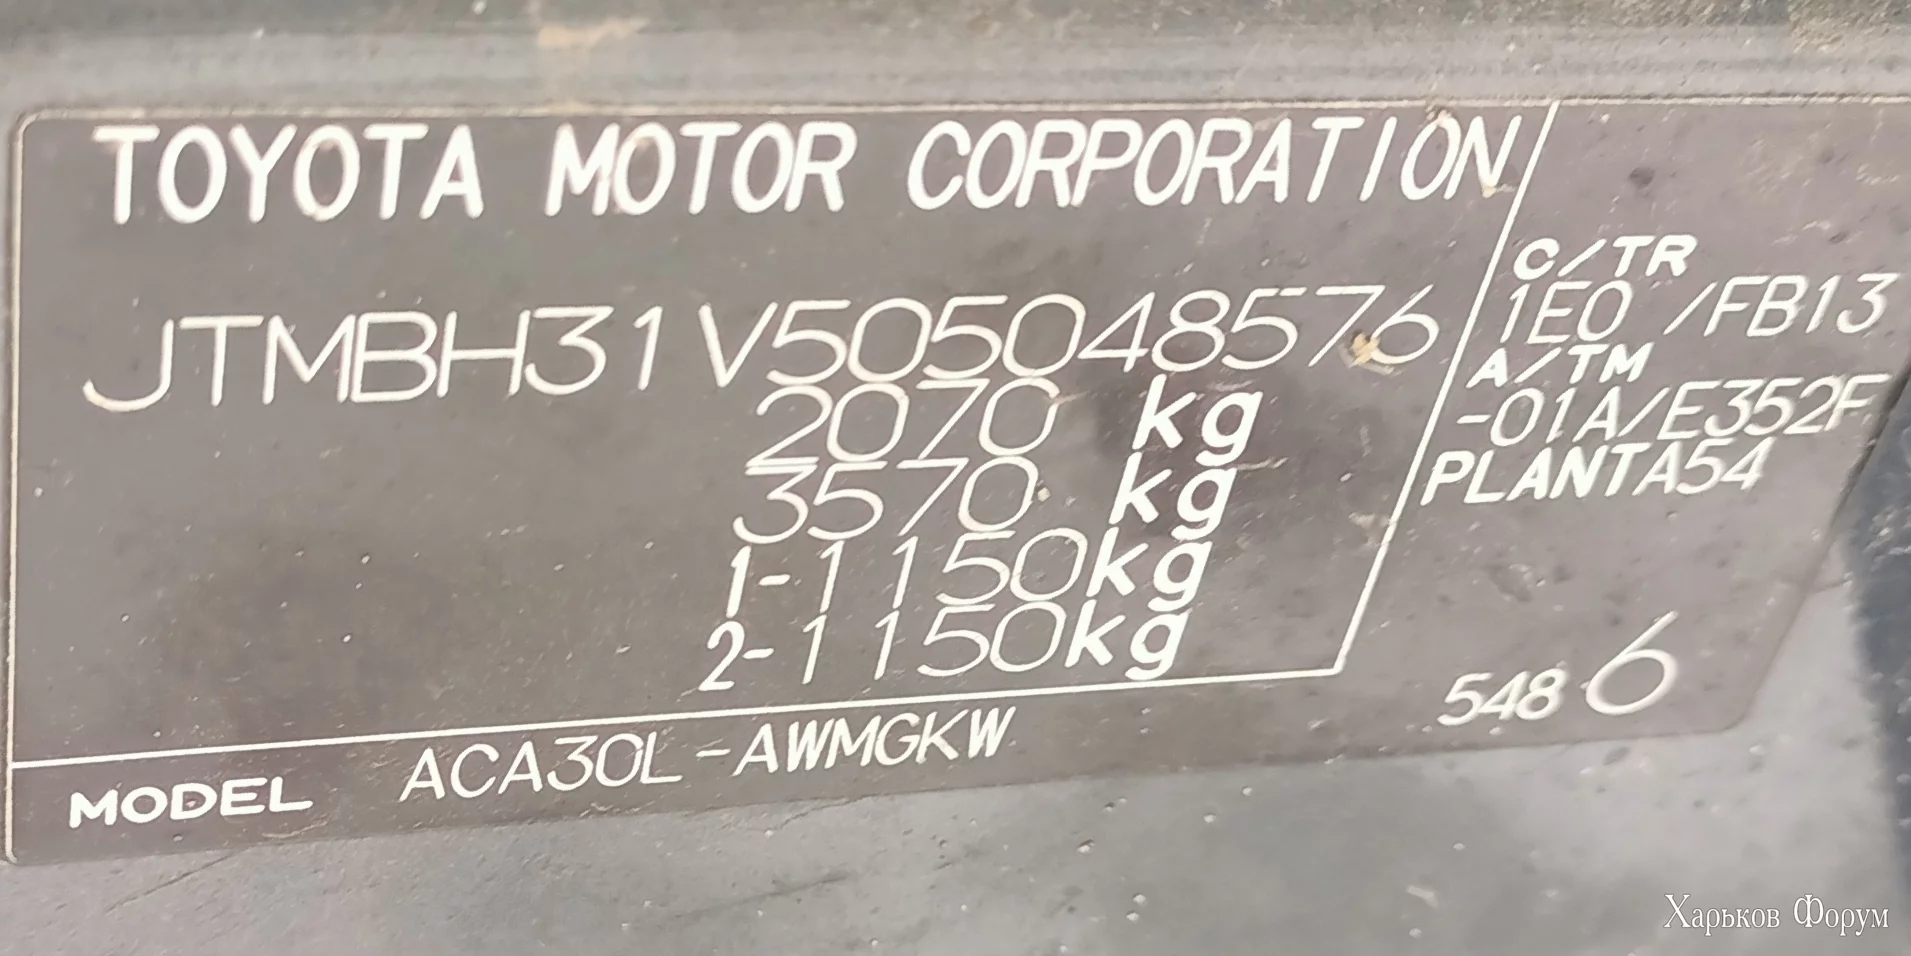 TOYOTA MOTOR CORPORATION
JTMBH31V505048576
2070 kg
3570 kg
1-1150kg
2-1150kg
C/TR
1E0 /FB13
A/TM
-01A/E352F
PLANTA54
548 6
MODEL ACA30L-AWMGKW
Харьков Форум